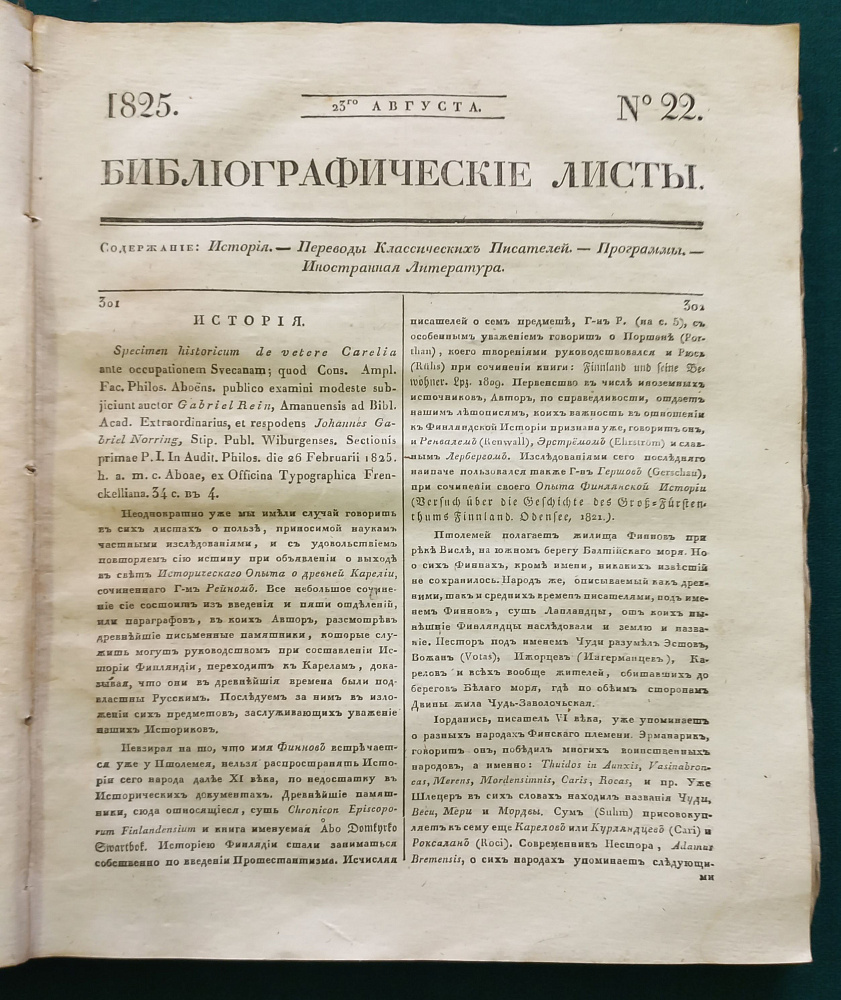 1825.
23го АВГУСТА.
№ 22.
БИБЛІОГРАФИЧЕСКІЕ ЛИСТЫ.
Содержаніе: Исторія. — Переводы Классическихъ Писателей. — Программы. —
Иностранная Литература.
301
ИСТОРІЯ.
Specimen historicum de vetere Carelia
ante occupationem Svecanam; quod Cons. Ampl.
Fac. Philos. Aboëns. publico examini modeste sub-
jiciunt auctor Gabriel Rein, Amanuensis ad Bibl.
Acad. Extraordinarius, et respodens Johannes Ga-
briel Norring, Stip. Publ. Wiburgenses. Sectionis
primae P. I. In Audit. Philos. die 26 Februarii 1825.
h. a. m. c. Aboae, ex Officina Typographica Fren-
ckelliana. 34 с. въ 4.
Неоднократно уже мы имѣли случай говорить
въ сихъ листахъ о пользѣ, приносимой наукамъ
частными изслѣдованіями, и съ удовольствіемъ
повторяемъ сію истину при объявленіи о выходѣ
въ свѣтъ Историческаго Опыта о древней Кареліи,
сочиненнаго Г-мъ Рейномъ. Все небольшое сочине-
ніе сіе состоитъ изъ введенія и пяти отдѣленій,
или параграфовъ, въ коихъ Авторъ, разсмотрѣвъ
древнѣйшіе письменные памятники, которые слу-
жить могутъ руководствомъ при составленіи Ис-
торіи Финляндіи, переходитъ къ Кареламъ, дока-
зывая, что они въ древнѣйшія времена были под-
властны Русскимъ. Послѣдуемъ за нимъ въ изло-
женіи сихъ предметовъ, заслуживающихъ уваженіе
нашихъ Историковъ.
Невзирая на то, что имя Финновъ встрѣчает-
ся уже у Птолемея, нельзя распространять Исто-
ріи сего народа далѣе XI вѣка, по недостатку въ
Историческихъ документахъ. Древнѣйшіе памят-
ники, сюда относящіеся, суть Chronicon Episcopo-
rum Finlandensium и книга именуемая Åbo Domkyrko
Swartbok. Исторіею Финлядіи стали заниматься
собственно по введеніи Протестантизма. Исчисляя
302
писателей о семъ предметѣ, Г-нъ Р. (на с. 5), съ
особеннымъ уваженіемъ говоритъ о Портанѣ (Por-
than), коего твореніями руководствовался и Рюсъ
(Rühs) при сочиненіи книги: Finnland und seine Be-
wohner. Lpz. 1809. Первенство въ числѣ иноземныхъ
источниковъ, Авторъ, по справедливости, отдаетъ
нашимъ лѣтописямъ, коихъ важность въ отношеніи
къ Финляндской Исторіи признана уже, говоритъ онъ,
и Ренвалемъ (Renwall), Эрстрёмомъ (Ehrström) и слав-
нымъ Лербергомъ. Изслѣдованіями сего послѣдняго
наипаче пользовался также Г-нъ Гершовъ (Gerschau),
при сочиненіи своего Опыта Финлянской Исторіи
(Versuch über die Geschichte des Groß-Fürsten-
thums Finnland. Odensee, 1821.).
Птолемей полагаетъ жилища Финновъ при
рѣкѣ Вислѣ, на южномъ берегу Балтійскаго моря. Но
о сихъ Финнахъ, кромѣ имени, никакихъ извѣстій
не сохранилось. Народъ же, описываемый какъ древ-
ними, такъ и среднихъ временъ писателями, подъ име-
немъ Финновъ, суть Лапландцы, отъ коихъ ны-
нѣшніе Финляндцы наслѣдовали и землю и назва-
ніе. Несторъ подъ именемъ Чуди разумѣлъ Эстовъ,
Вожанъ (Votas), Ижорцевъ (Ингерманцевъ), Ка-
реловъ и всѣхъ вообще жителей, обитавшихъ до
береговъ Бѣлаго моря, гдѣ по обѣимъ сторонамъ
Двины жила Чудь-Заволочьская.
Іорданисъ, писатель VI вѣка, уже упоминаетъ
о разныхъ народахъ Финскаго племени. Эрманарикъ,
говоритъ онъ, побѣдилъ многихъ воинственныхъ
народовъ, а именно: Thuidos in Aunxis, Vasinabron-
cas, Merens, Mordensimnis, Caris, Rocas, и пр. Уже
Шлецеръ въ сихъ словахъ находилъ названія Чуди,
Веси, Мери и Мордвы. Сумъ (Suhm) присовокуп-
ляетъ къ сему еще Кареловъ или Курляндцевъ (Cari) и
Роксаланъ (Roci). Современникъ Нестора, Adamus
Bremensis, о сихъ народахъ упоминаетъ слѣдующи-
ми